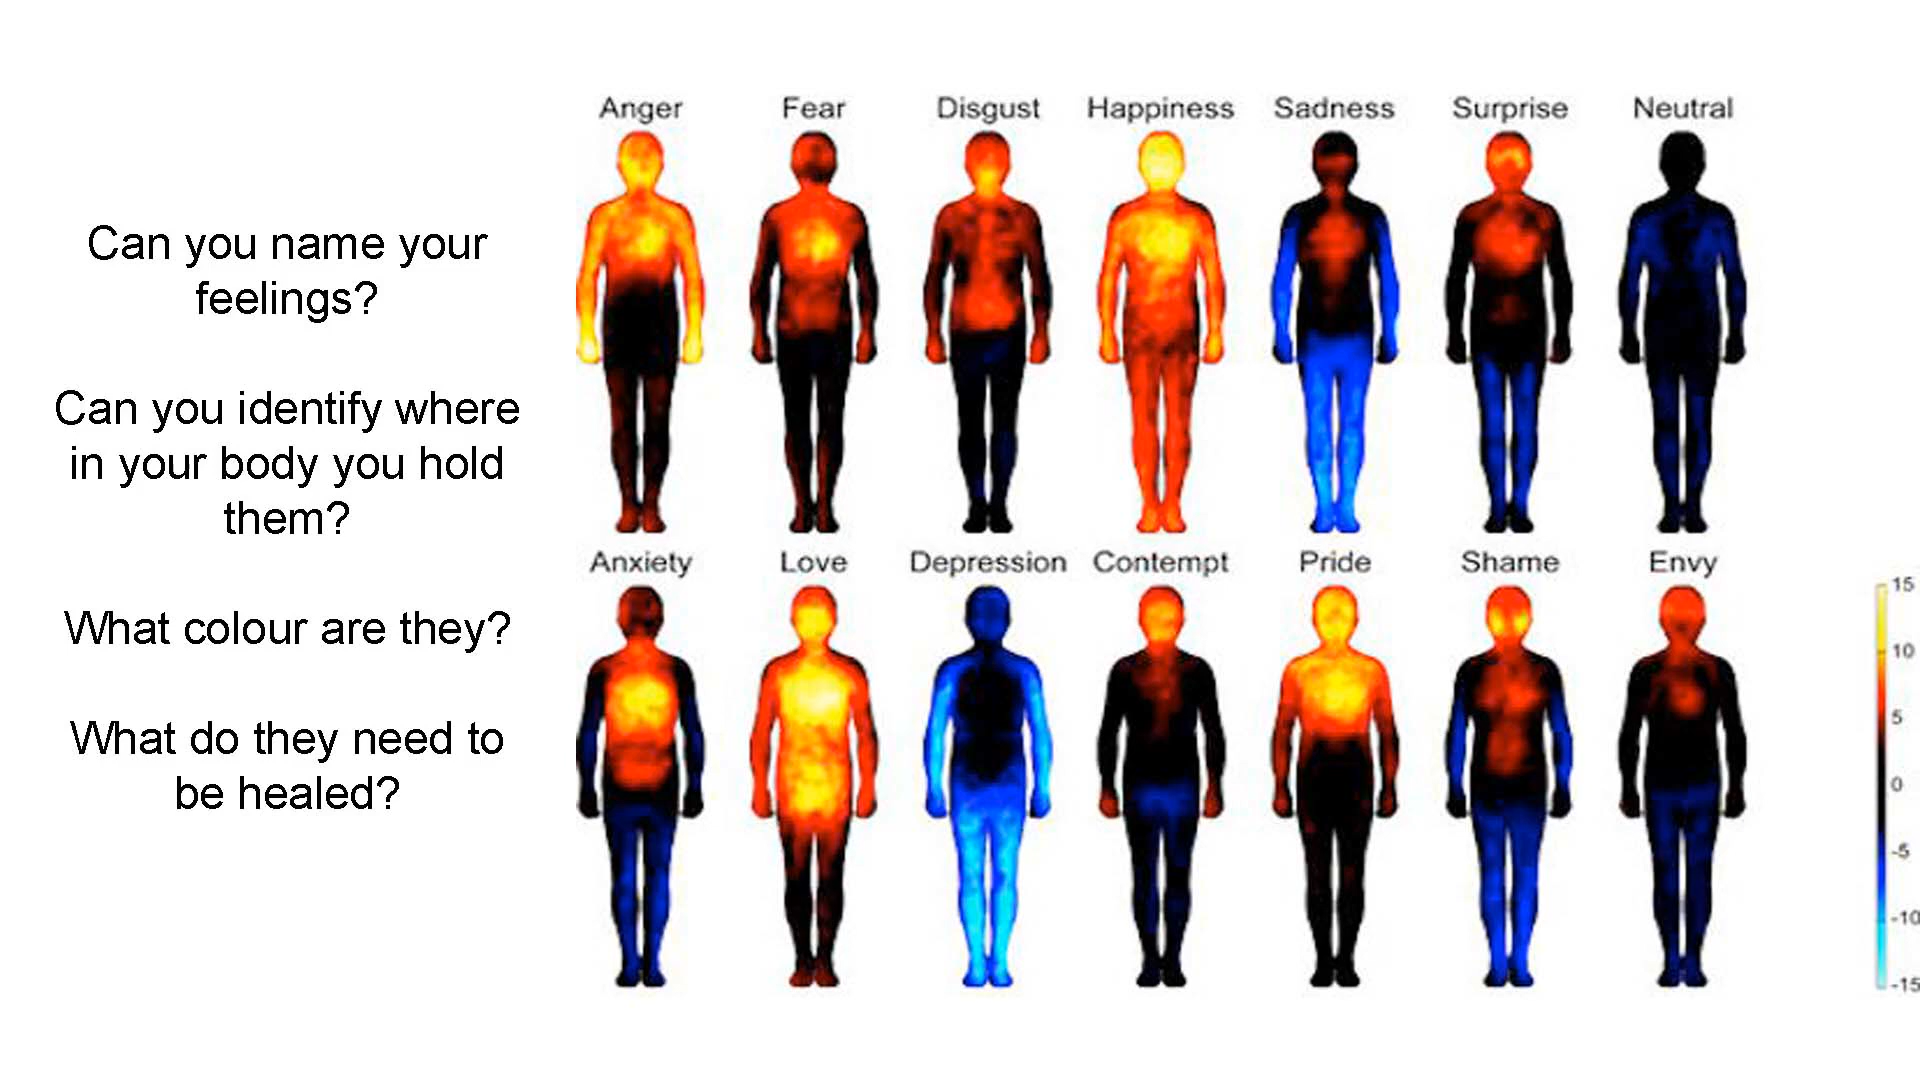 Can you name your
feelings?
Can you identify where
in your body you hold
them?
What colour are they?
What do they need to
be healed?
Anger Fear Disgust Happiness Sadness Surprise Neutral
Anxiety Love Depression Contempt Pride Shame Envy
15
10
5
0
-5
-10
-15